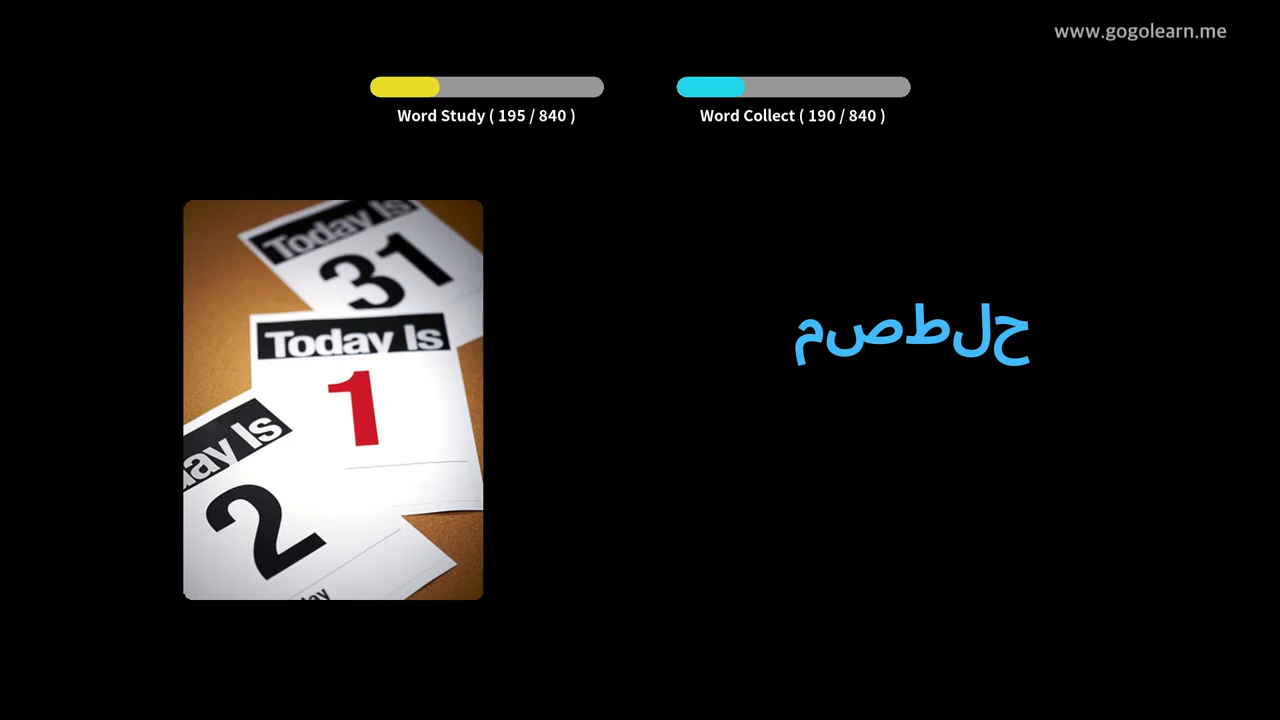 www.gogolearn.me
Word Study ( 195 / 840 )
Word Collect ( 190 / 840 )
Today Is
31
Today Is
1
day Is
2
مصطلح